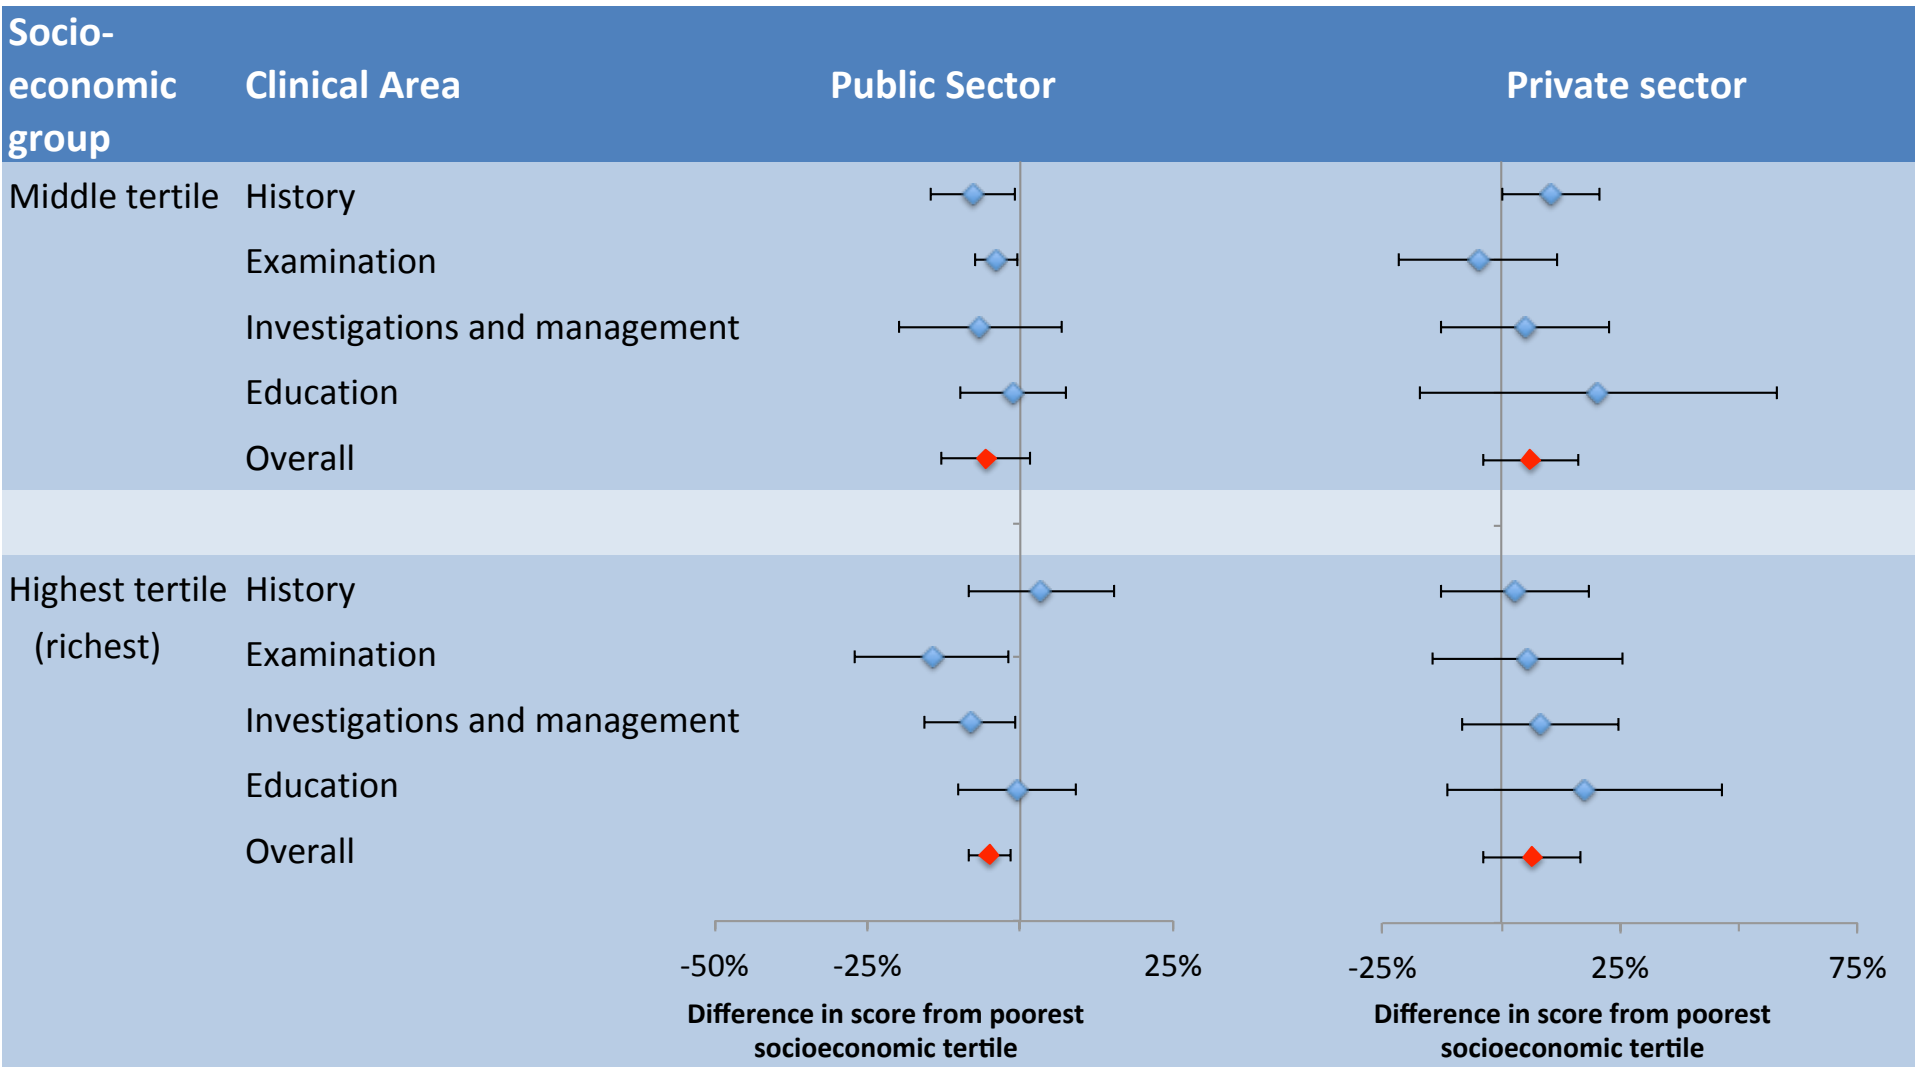 Socio-
economic
group
Clinical Area
Public Sector
Private sector
Middle tertile
History
Examination
Investigations and management
Education
Overall
Highest tertile
(richest)
History
Examination
Investigations and management
Education
Overall
-50% -25% 25%
Difference in score from poorest
socioeconomic tertile
-25% 25% 75%
Difference in score from poorest
socioeconomic tertile